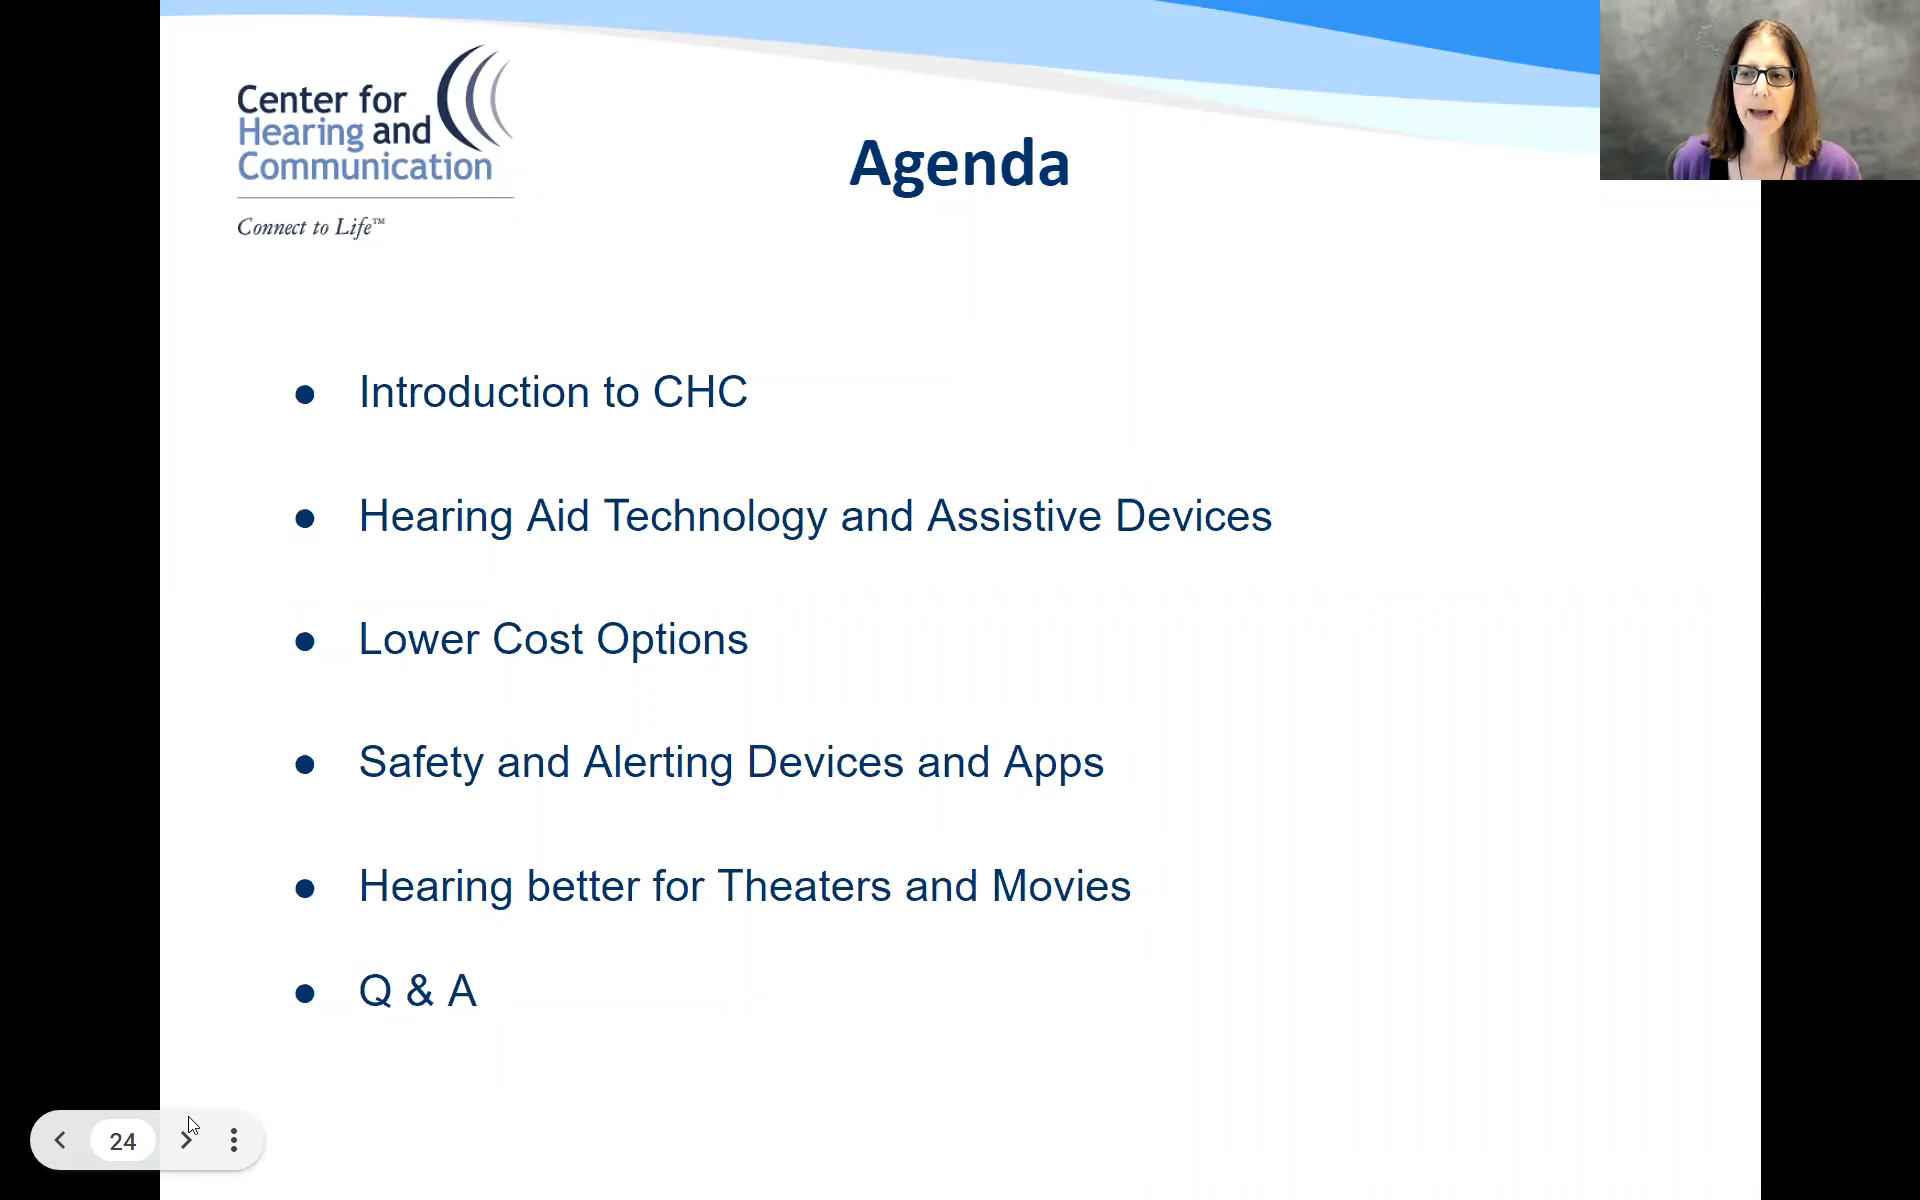 Center for
Hearing and
Communication
Connect to Life™
Agenda
● Introduction to CHC
● Hearing Aid Technology and Assistive Devices
● Lower Cost Options
● Safety and Alerting Devices and Apps
● Hearing better for Theaters and Movies
● Q & A
24